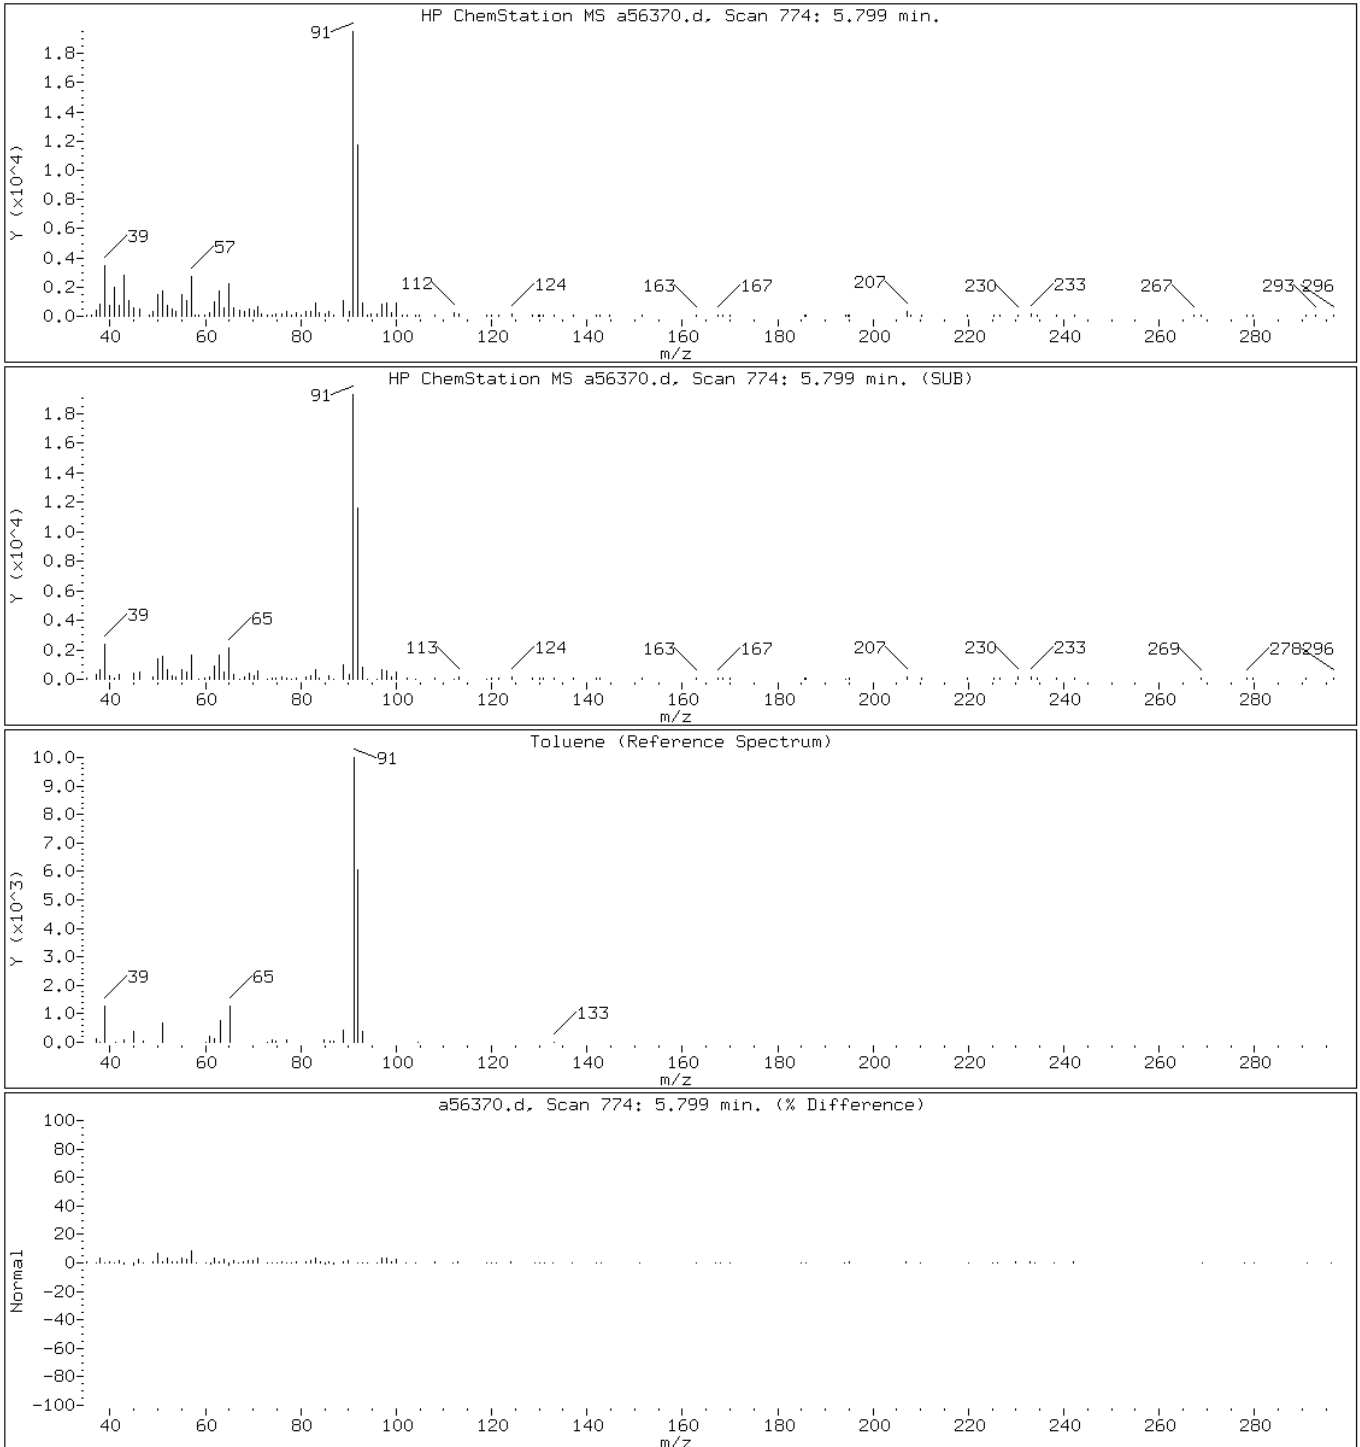 HP ChemStation MS a56370.d, Scan 774: 5.799 min.
91
1.8
1.6
1.4
1.2
1.0
0.8
0.6
0.4
0.2
0.0
Y (x10^4)
39 57 112 124 163 167 207 230 233 267 293 296
40 60 80 100 120 140 160 180 200 220 240 260 280
m/z
HP ChemStation MS a56370.d, Scan 774: 5.799 min. (SUB)
91
1.8
1.6
1.4
1.2
1.0
0.8
0.6
0.4
0.2
0.0
Y (x10^4)
39 65 113 124 163 167 207 230 233 269 278 296
40 60 80 100 120 140 160 180 200 220 240 260 280
m/z
Toluene (Reference Spectrum)
91
10.0
9.0
8.0
7.0
6.0
5.0
4.0
3.0
2.0
1.0
0.0
Y (x10^3)
39 65 133
40 60 80 100 120 140 160 180 200 220 240 260 280
m/z
a56370.d, Scan 774: 5.799 min. (% Difference)
100
80
60
40
20
0
-20
-40
-60
-80
-100
Normal
40 60 80 100 120 140 160 180 200 220 240 260 280
m/z